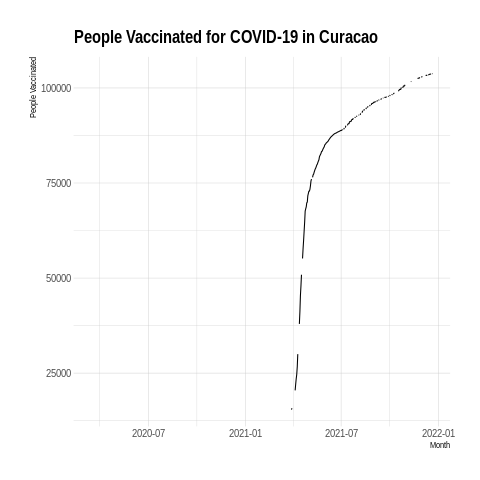 People Vaccinated for COVID-19 in Curacao
People Vaccinated
100000
75000
50000
25000
2020-07 2021-01 2021-07 2022-01
Month